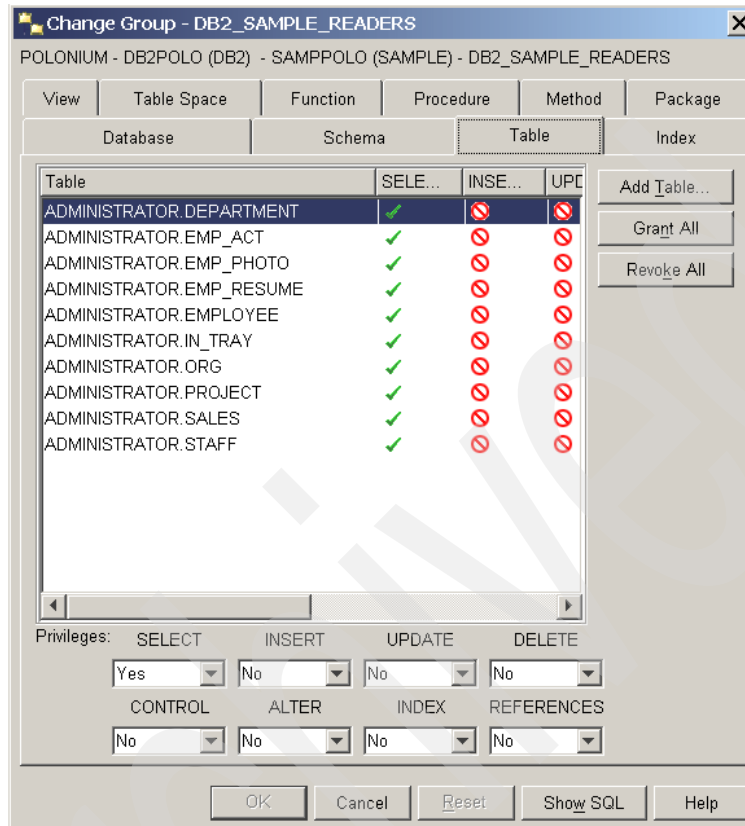 Change Group - DB2_SAMPLE_READERS
POLONIUM - DB2POLO (DB2) - SAMPPOLO (SAMPLE) - DB2_SAMPLE_READERS
View Table Space Function Procedure Method Package
Database Schema Table Index
Table SELE... INSE... UPD
Add Table...
ADMINISTRATOR.DEPARTMENT
Grant All
ADMINISTRATOR.EMP_ACT
ADMINISTRATOR.EMP_PHOTO
Revoke All
ADMINISTRATOR.EMP_RESUME
ADMINISTRATOR.EMPLOYEE
ADMINISTRATOR.IN_TRAY
ADMINISTRATOR.ORG
ADMINISTRATOR.PROJECT
ADMINISTRATOR.SALES
ADMINISTRATOR.STAFF
Privileges: SELECT INSERT UPDATE DELETE
Yes No No No
CONTROL ALTER INDEX REFERENCES
No No No No
OK Cancel Reset Show SQL Help